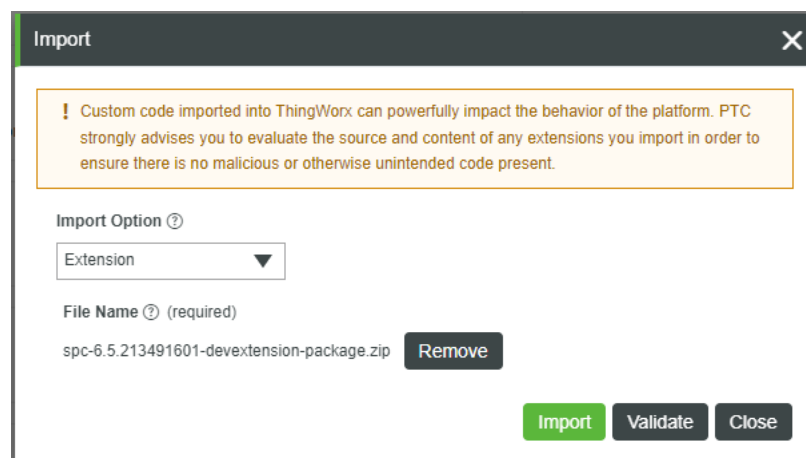 Import
! Custom code imported into ThingWorx can powerfully impact the behavior of the platform. PTC
strongly advises you to evaluate the source and content of any extensions you import in order to
ensure there is no malicious or otherwise unintended code present.
Import Option ?
Extension
File Name ? (required)
spc-6.5.213491601-devextension-package.zip Remove
Import Validate Close